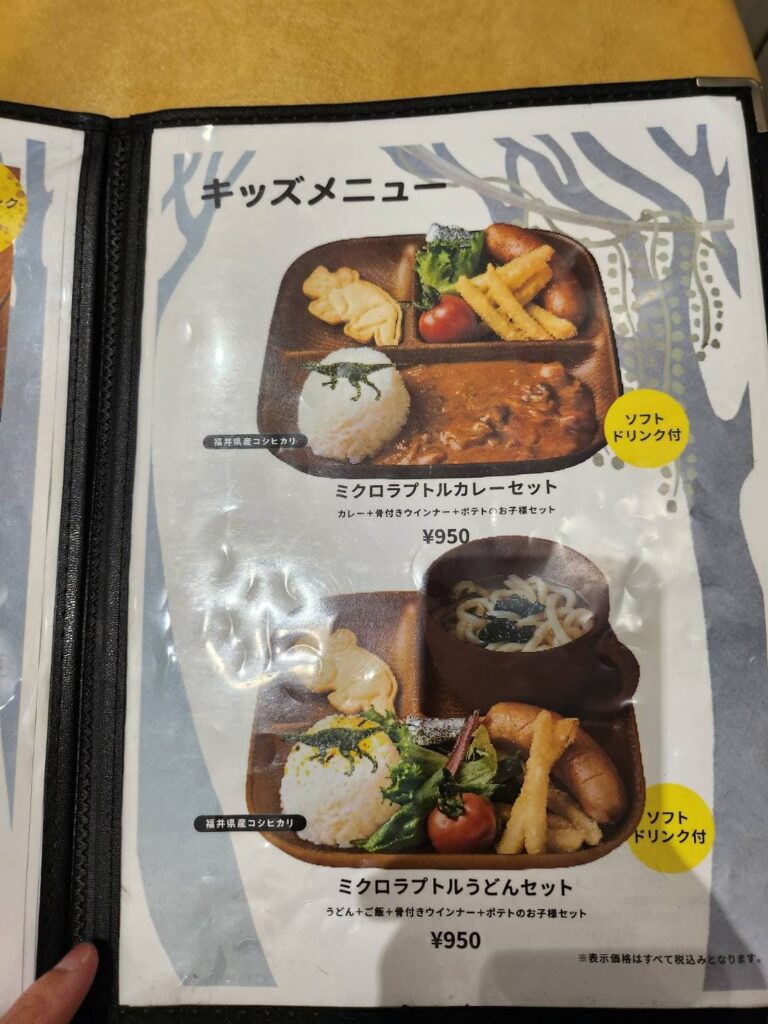 キッズメニュー
福井県産コシヒカリ
ソフト
ドリンク付
ミクロラプトルカレーセット
カレー+骨付きウインナー+ポテトのお子様セット
¥950
福井県産コシヒカリ
ソフト
ドリンク付
ミクロラプトルうどんセット
うどん+ご飯+骨付きウインナー+ポテトのお子様セット
¥950
※表示価格はすべて税込みとなります。